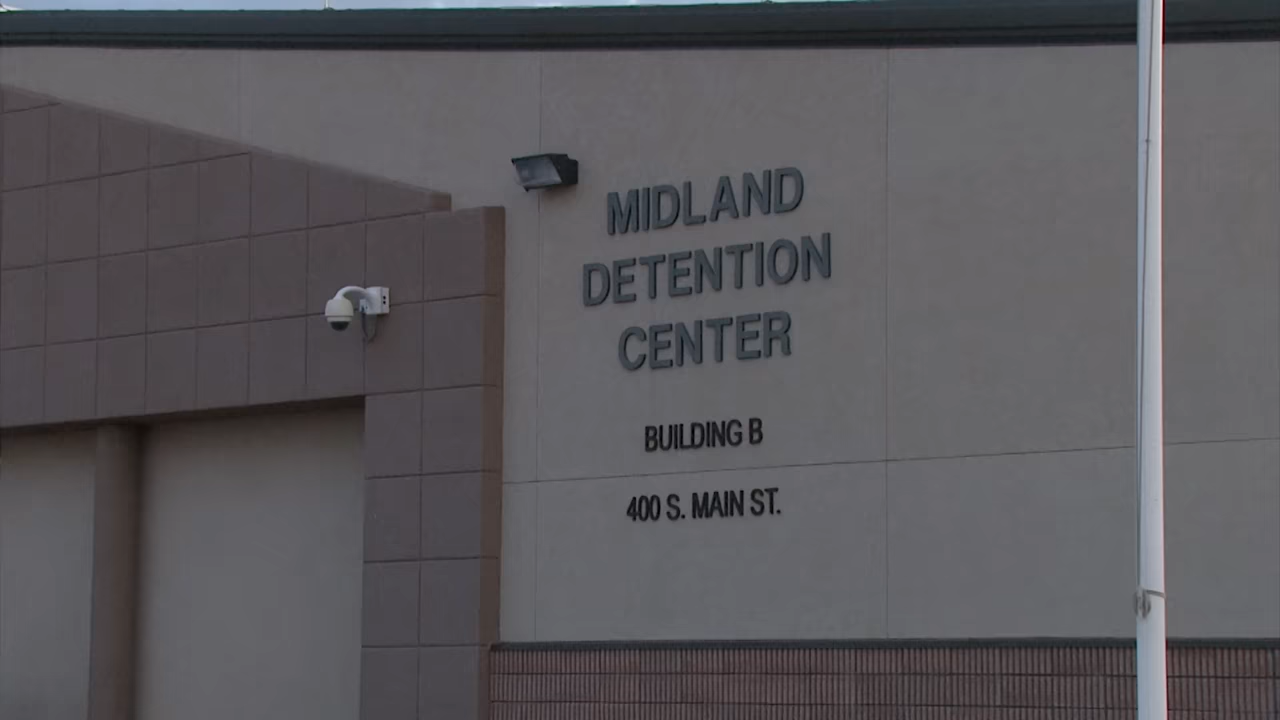 MIDLAND
DETENTION
CENTER
BUILDING B
400 S. MAIN ST.